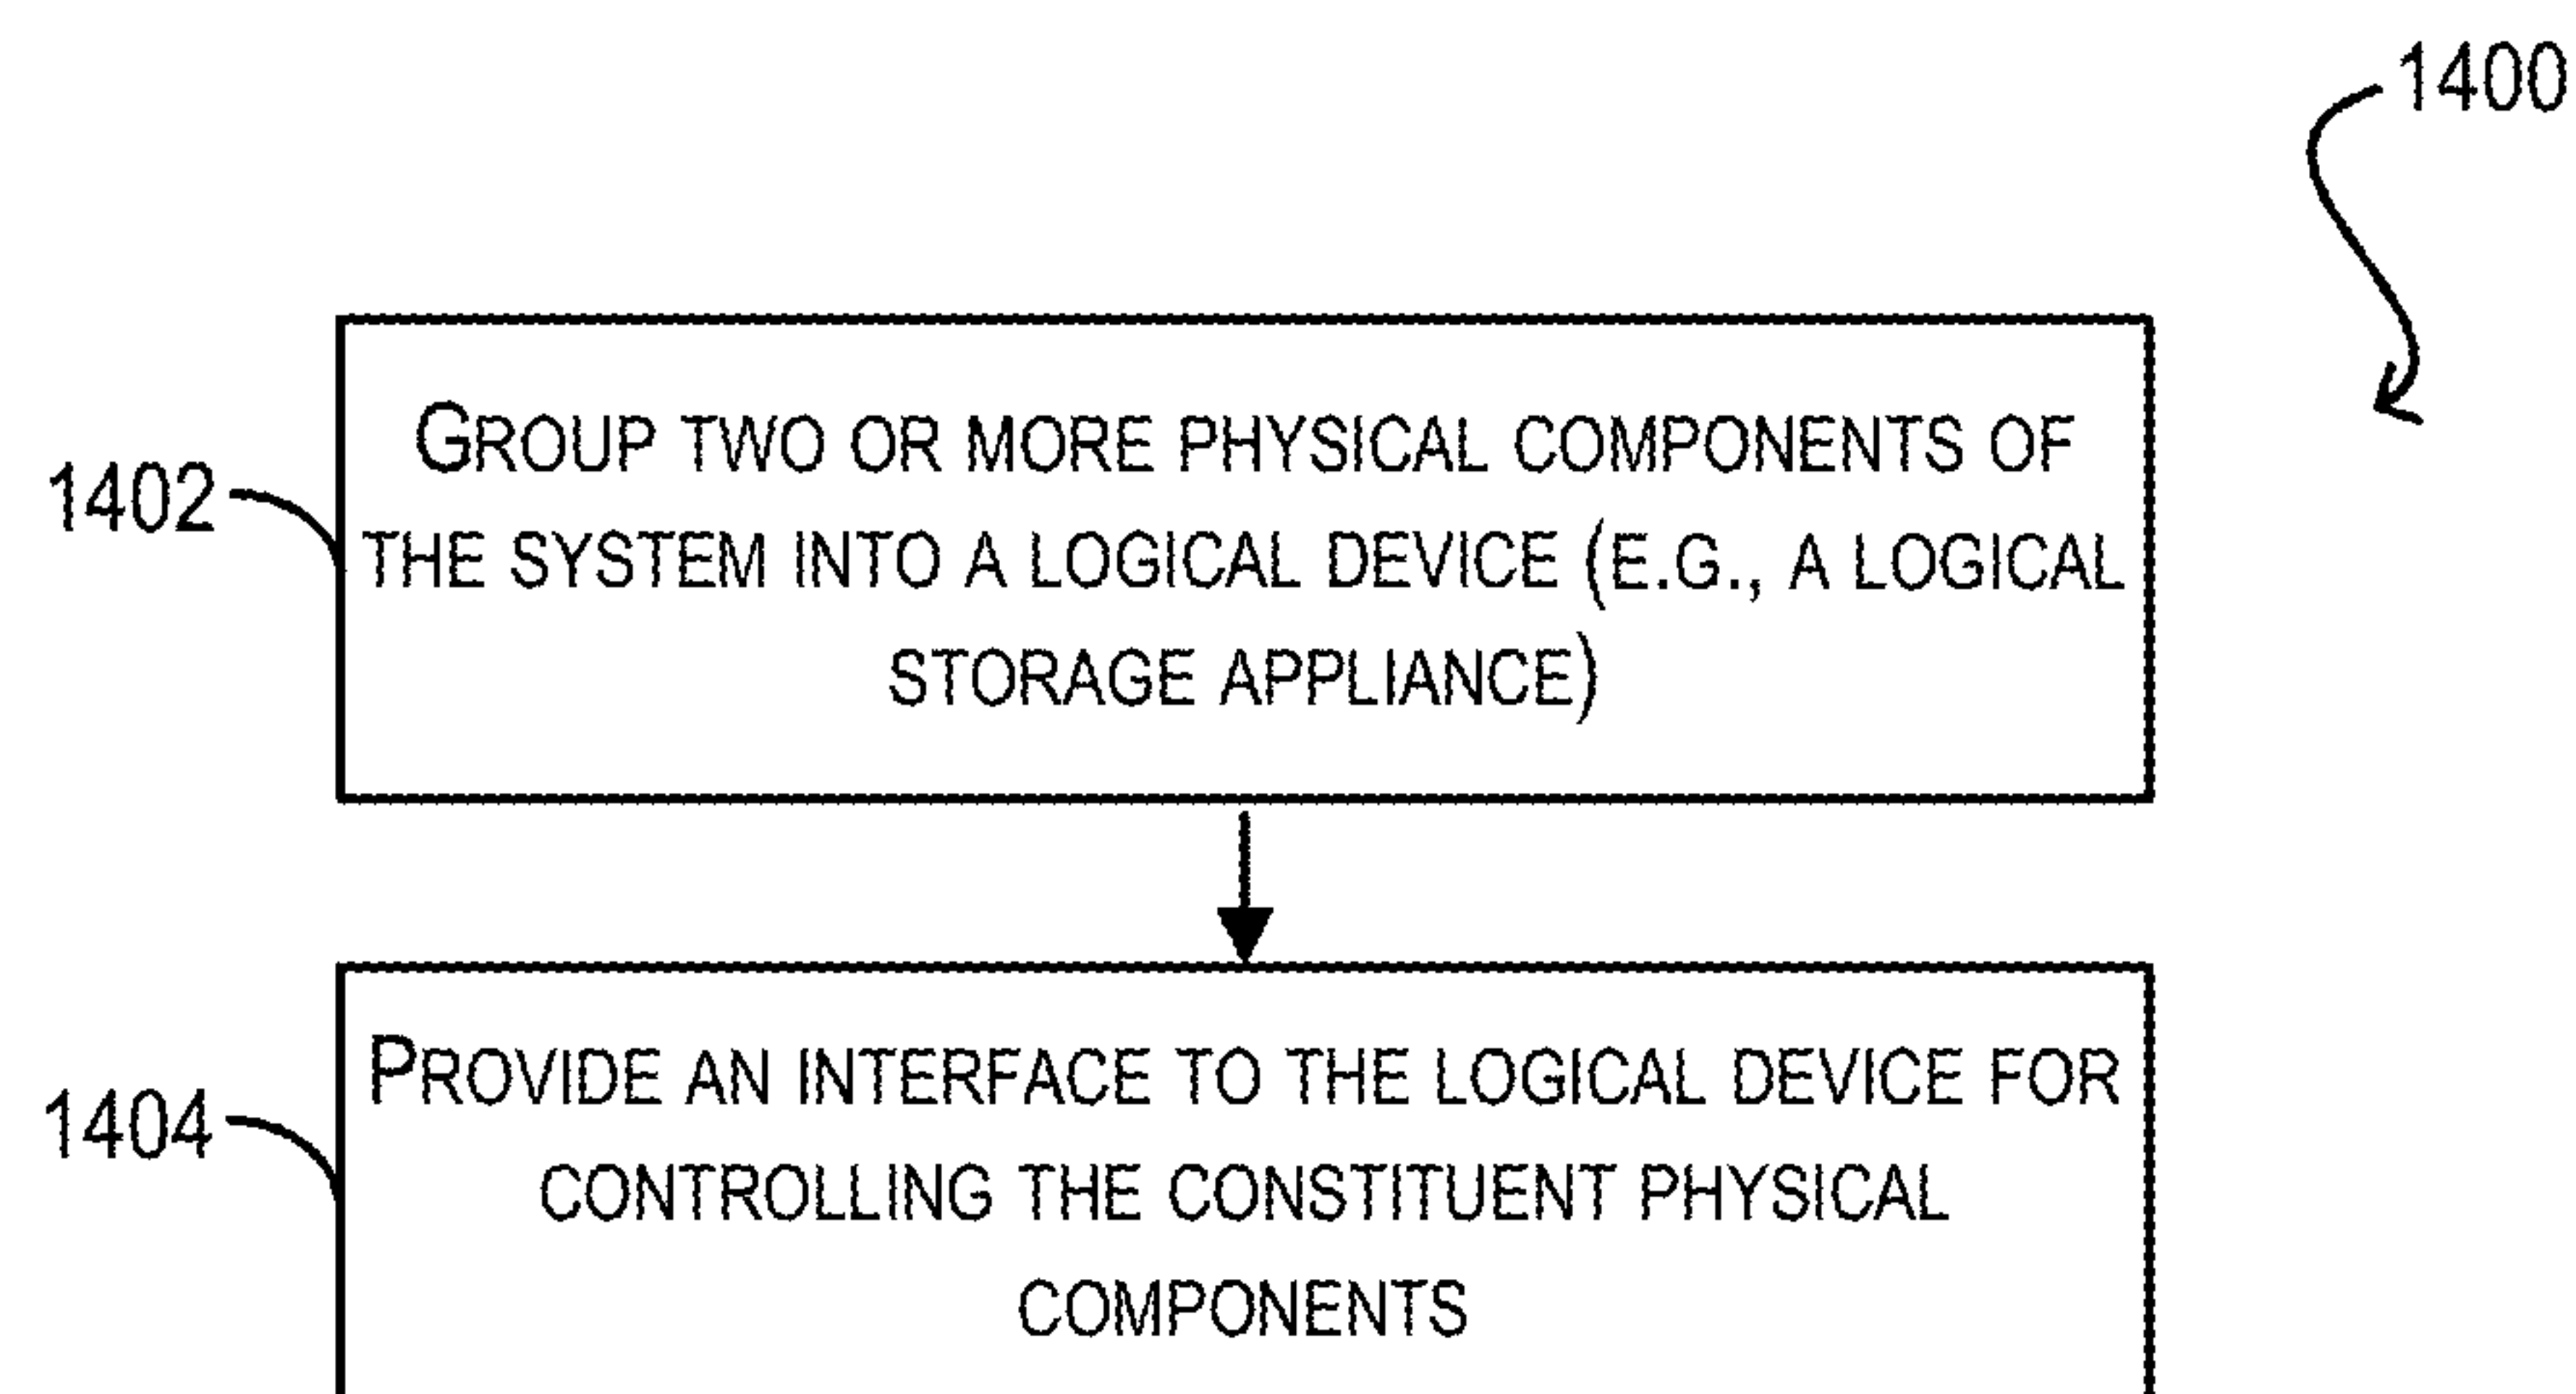 1400
1402
GROUP TWO OR MORE PHYSICAL COMPONENTS OF
THE SYSTEM INTO A LOGICAL DEVICE (E.G., A LOGICAL
STORAGE APPLIANCE)
1404
PROVIDE AN INTERFACE TO THE LOGICAL DEVICE FOR
CONTROLLING THE CONSTITUENT PHYSICAL
COMPONENTS